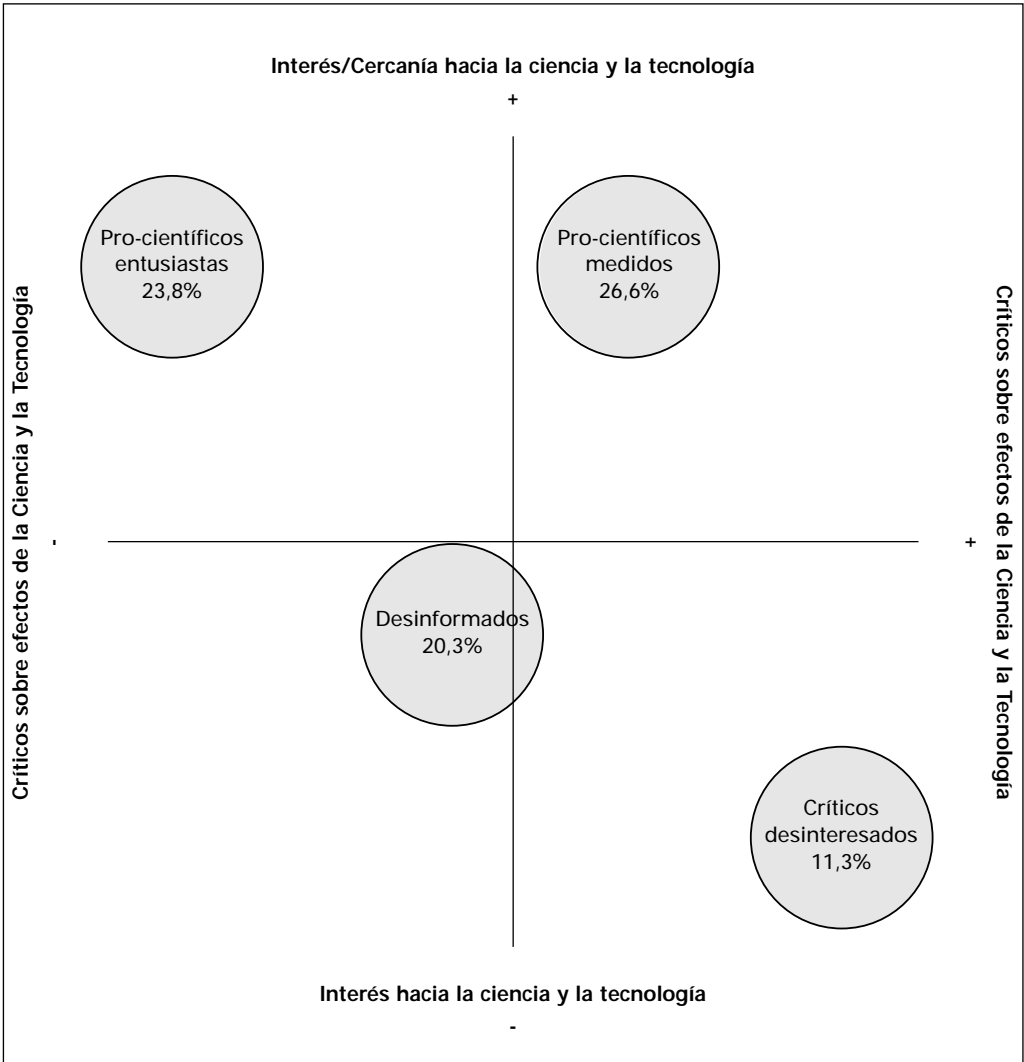 Interés/Cercanía hacia la ciencia y la tecnología
+
Pro-científicos
entusiastas
23,8%
Pro-científicos
medidos
26,6%
Críticos sobre efectos de la Ciencia y la Tecnología
-
+
Críticos sobre efectos de la Ciencia y la Tecnología
Desinformados
20,3%
Críticos
desinteresados
11,3%
Interés hacia la ciencia y la tecnología
-